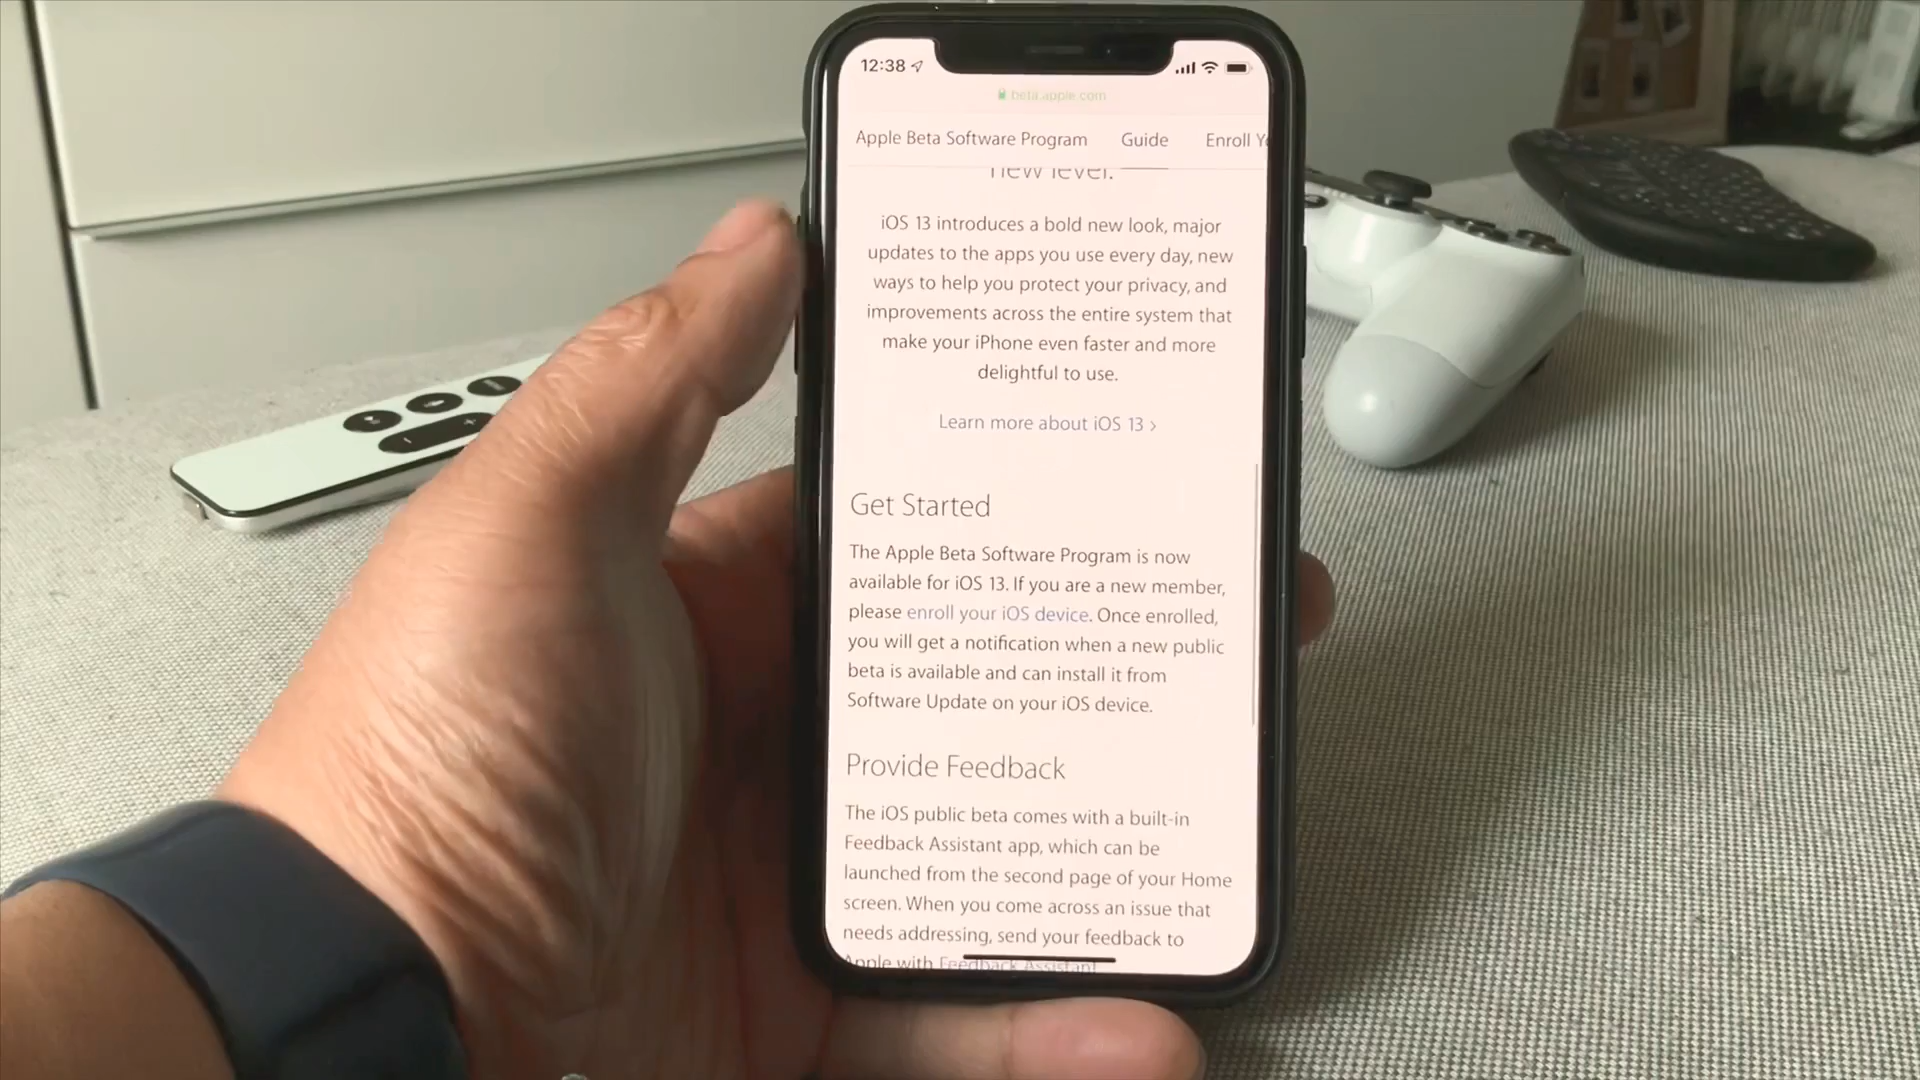 12:38
beta.apple.com
Apple Beta Software Program Guide Enroll
new level.
iOS 13 introduces a bold new look, major
updates to the apps you use every day, new
ways to help you protect your privacy, and
improvements across the entire system that
make your iPhone even faster and more
delightful to use.
Learn more about iOS 13 >
Get Started
The Apple Beta Software Program is now
available for iOS 13. If you are a new member,
please enroll your iOS device. Once enrolled,
you will get a notification when a new public
beta is available and can install it from
Software Update on your iOS device.
Provide Feedback
The iOS public beta comes with a built-in
Feedback Assistant app, which can be
launched from the second page of your Home
screen. When you come across an issue that
needs addressing, send your feedback to
Apple with Feedback Assistant